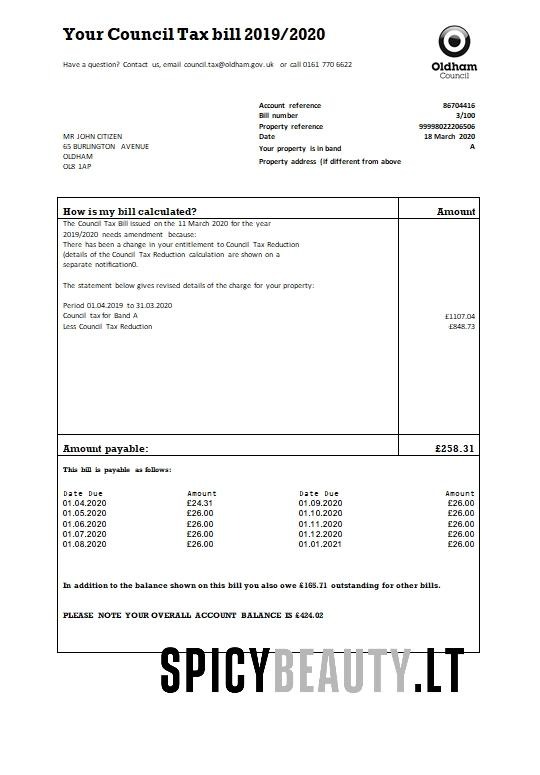 Your Council Tax bill 2019/2020
Have a question? Contact us, email council.tax@oldham.gov.uk or call 0161 770 6622
Oldham
Council
Account reference 86704416
Bill number 3/100
Property reference 99998022206506
Date 18 March 2020
Your property is in band A
Property address (if different from above
MR JOHN CITIZEN
65 BURLINGTON AVENUE
OLDHAM
OL8 1AP
How is my bill calculated? Amount
The Council Tax Bill issued on the 11 March 2020 for the year
2019/2020 needs amendment because:
There has been a change in your entitlement to Council Tax Reduction
(details of the Council Tax Reduction calculation are shown on a
separate notification0.
The statement below gives revised details of the charge for your property:
Period 01.04.2019 to 31.03.2020
Council tax for Band A £1107.04
Less Council Tax Reduction £848.73
Amount payable: £258.31
This bill is payable as follows:
Date Due Amount Date Due Amount
01.04.2020 £24.31 01.09.2020 £26.00
01.05.2020 £26.00 01.10.2020 £26.00
01.06.2020 £26.00 01.11.2020 £26.00
01.07.2020 £26.00 01.12.2020 £26.00
01.08.2020 £26.00 01.01.2021 £26.00
In addition to the balance shown on this bill you also owe £165.71 outstanding for other bills.
PLEASE NOTE YOUR OVERALL ACCOUNT BALANCE IS £424.02
SPICYBEAUTY.LT